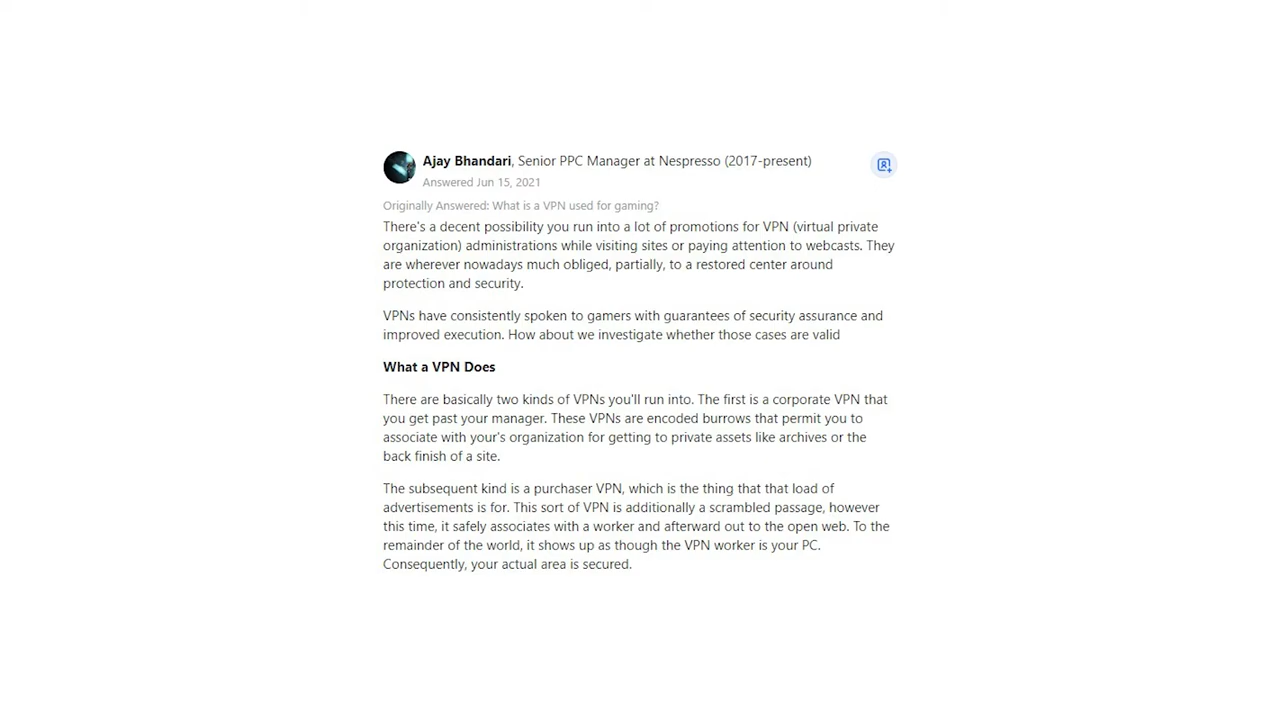 Ajay Bhandari, Senior PPC Manager at Nespresso (2017-present)
Answered Jun 15, 2021
Originally Answered: What is a VPN used for gaming?
There's a decent possibility you run into a lot of promotions for VPN (virtual private
organization) administrations while visiting sites or paying attention to webcasts. They
are wherever nowadays much obliged, partially, to a restored center around
protection and security.
VPNs have consistently spoken to gamers with guarantees of security assurance and
improved execution. How about we investigate whether those cases are valid
What a VPN Does
There are basically two kinds of VPNs you'll run into. The first is a corporate VPN that
you get past your manager. These VPNs are encoded burrows that permit you to
associate with your's organization for getting to private assets like archives or the
back finish of a site.
The subsequent kind is a purchaser VPN, which is the thing that that load of
advertisements is for. This sort of VPN is additionally a scrambled passage, however
this time, it safely associates with a worker and afterward out to the open web. To the
remainder of the world, it shows up as though the VPN worker is your PC.
Consequently, your actual area is secured.